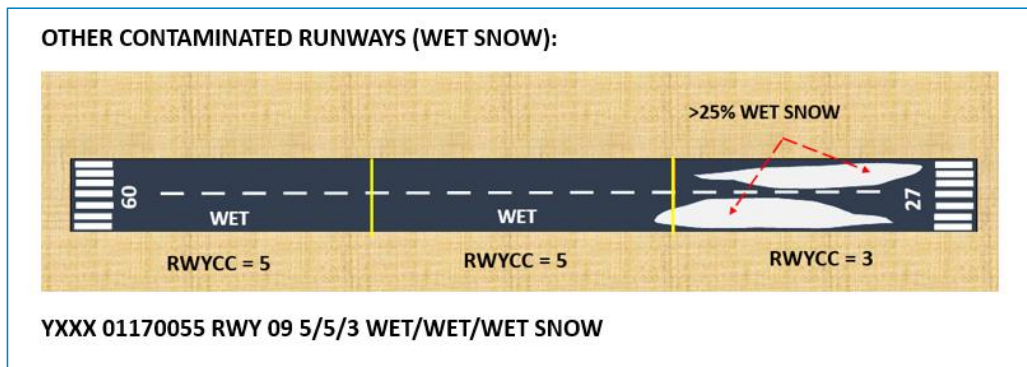 OTHER CONTAMINATED RUNWAYS (WET SNOW):
>25% WET SNOW
09
WET
WET
27
RWYCC = 5
RWYCC = 5
RWYCC = 3
YXXX 01170055 RWY 09 5/5/3 WET/WET/WET SNOW